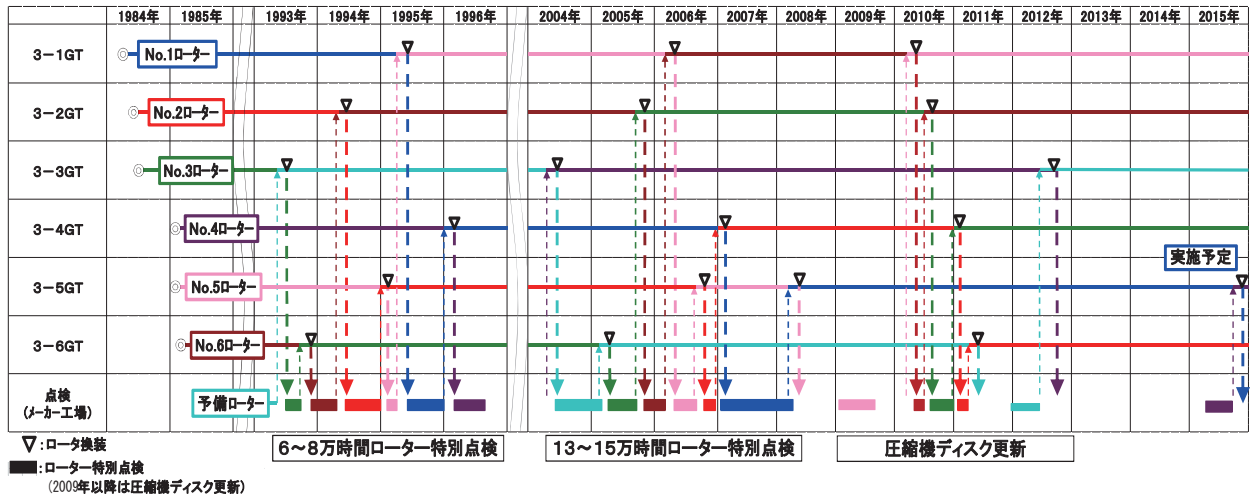 1984年 1985年 1993年 1994年 1995年 1996年 2004年 2005年 2006年 2007年 2008年 2009年 2010年 2011年 2012年 2013年 2014年 2015年
3－1GT No.1ローター
3－2GT No.2ローター
3－3GT No.3ローター
3－4GT No.4ローター
実施予定
3－5GT No.5ローター
3－6GT No.6ローター
点検
(メーカー工場)
予備ローター
▽:ロータ換装
6～8万時間ローター特別点検 13～15万時間ローター特別点検 圧縮機ディスク更新
:ローター特別点検
(2009年以降は圧縮機ディスク更新)